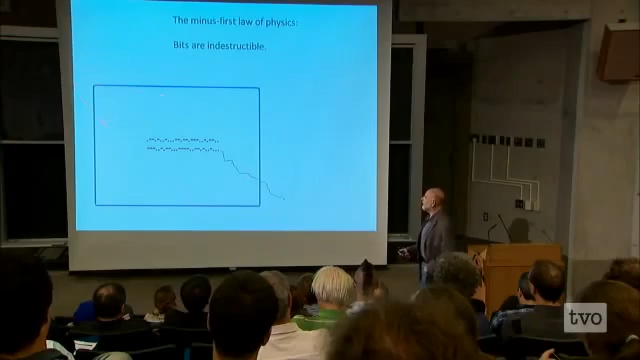 The minus-first law of physics:
Bits are indestructible.
tvo